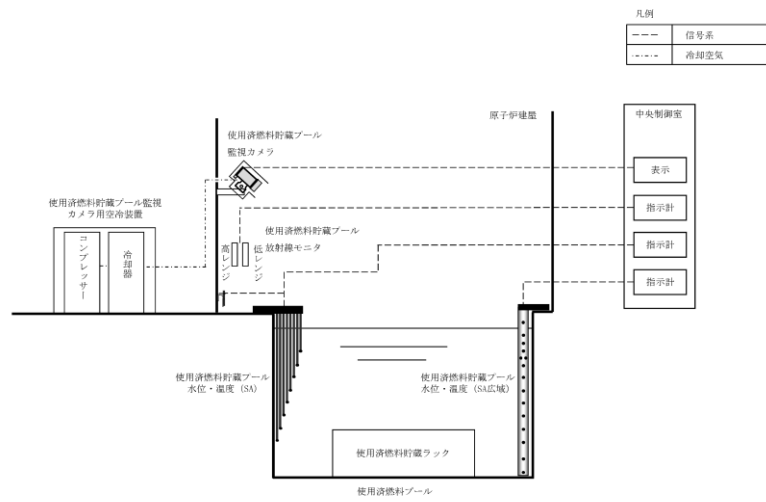 凡例
信号系
冷却空気
原子炉建屋
中央制御室
使用済燃料貯蔵プール
監視カメラ
表示
使用済燃料貯蔵プール監視
カメラ用空冷装置
指示計
コンプレッサー
冷却器
高レンジ
低レンジ
使用済燃料貯蔵プール
放射線モニタ
指示計
指示計
使用済燃料貯蔵プール
水位・温度（SA）
使用済燃料貯蔵プール
水位・温度（SA広域）
使用済燃料貯蔵ラック
使用済燃料プール